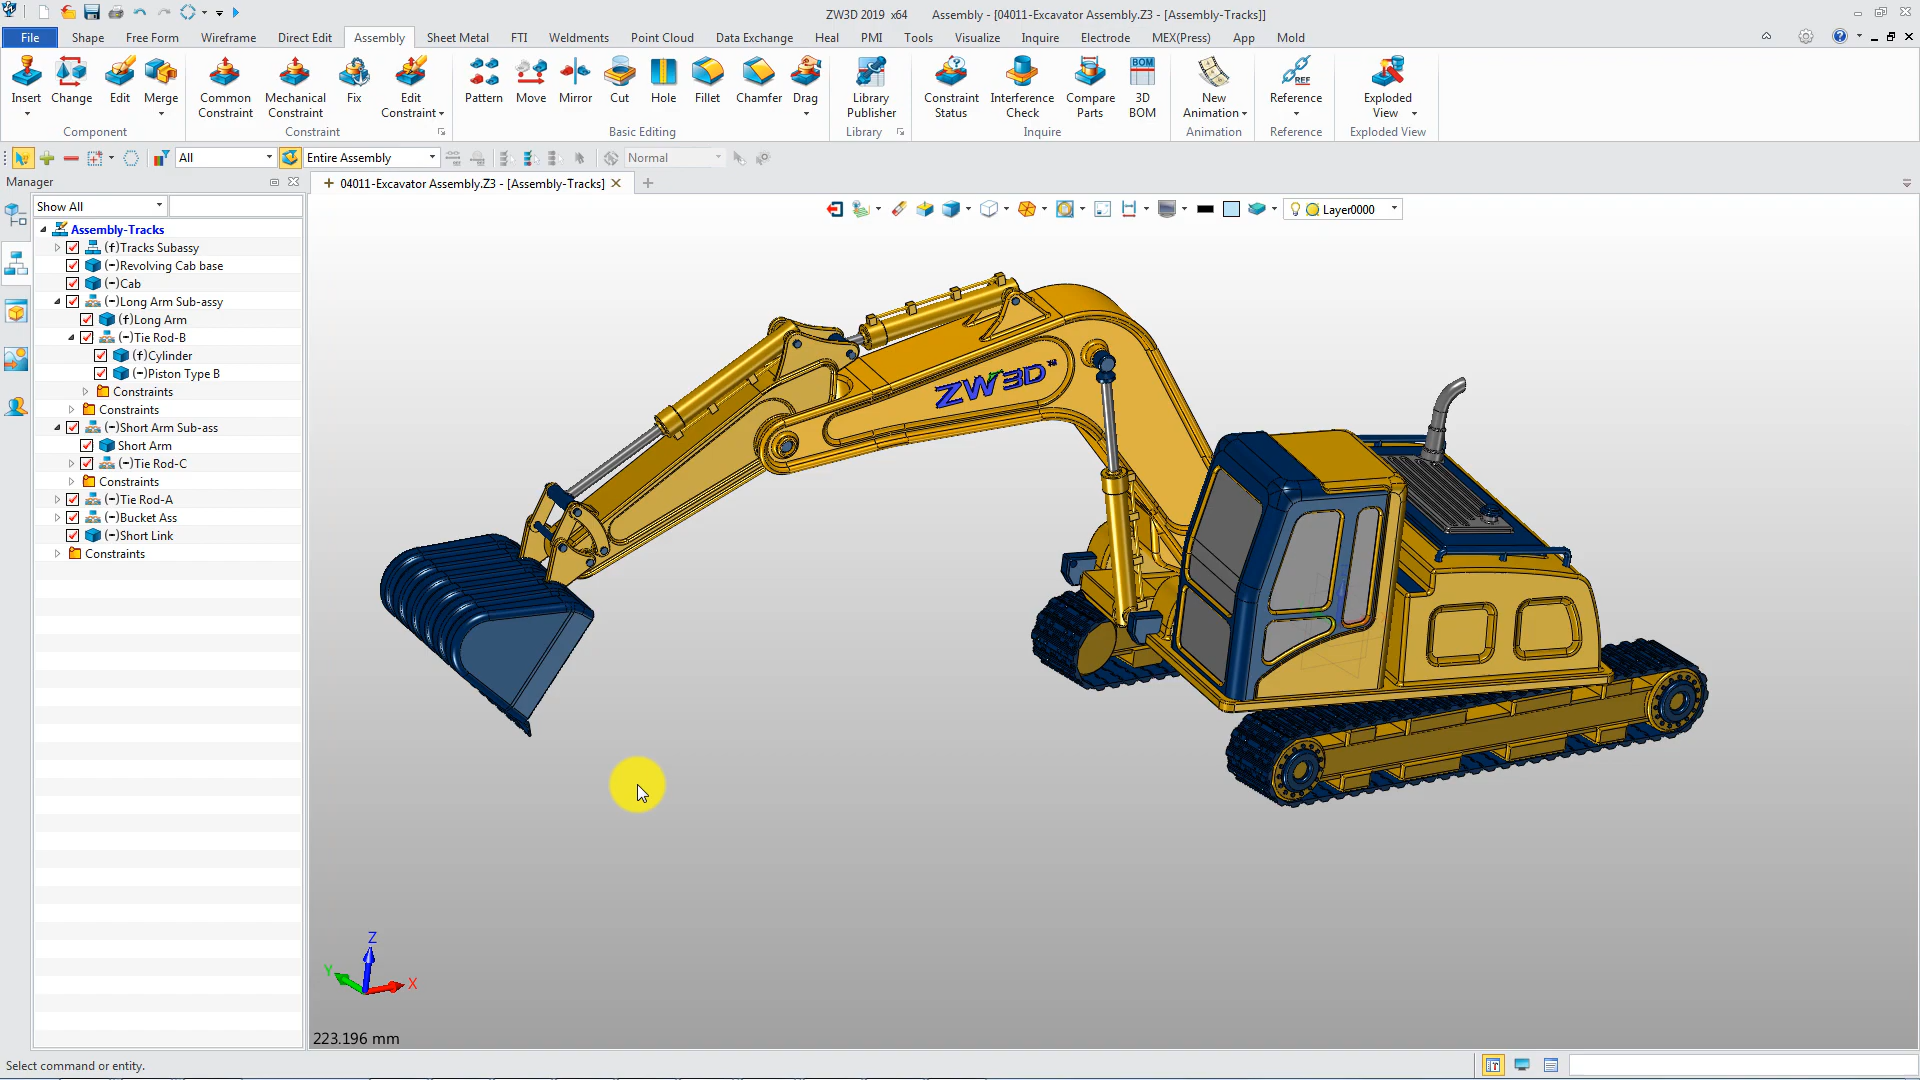 ZW3D 2019 x64 Assembly - [04011-Excavator Assembly.Z3 - [Assembly-Tracks]]
File Shape Free Form Wireframe Direct Edit Assembly Sheet Metal FTI Weldments Point Cloud Data Exchange Heal PMI Tools Visualize Inquire Electrode MEX(Press) App Mold
Insert Change Edit Merge Common Constraint Mechanical Constraint Fix Edit Constraint Pattern Move Mirror Cut Hole Fillet Chamfer Drag Library Publisher Constraint Status Interference Check Compare Parts BOM 3D BOM New Animation REF Reference Exploded View
Component Constraint Basic Editing Library Inquire Animation Reference Exploded View
All Entire Assembly Normal
Manager
04011-Excavator Assembly.Z3 - [Assembly-Tracks]
Show All
Layer0000
Assembly-Tracks
(f)Tracks Subassy
(-)Revolving Cab base
(-)Cab
(-)Long Arm Sub-assy
(f)Long Arm
(-)Tie Rod-B
(f)Cylinder
(-)Piston Type B
Constraints
Constraints
(-)Short Arm Sub-ass
Short Arm
(-)Tie Rod-C
Constraints
(-)Tie Rod-A
(-)Bucket Ass
(-)Short Link
Constraints
ZW3D™
Z
Y
X
223.196 mm
Select command or entity.